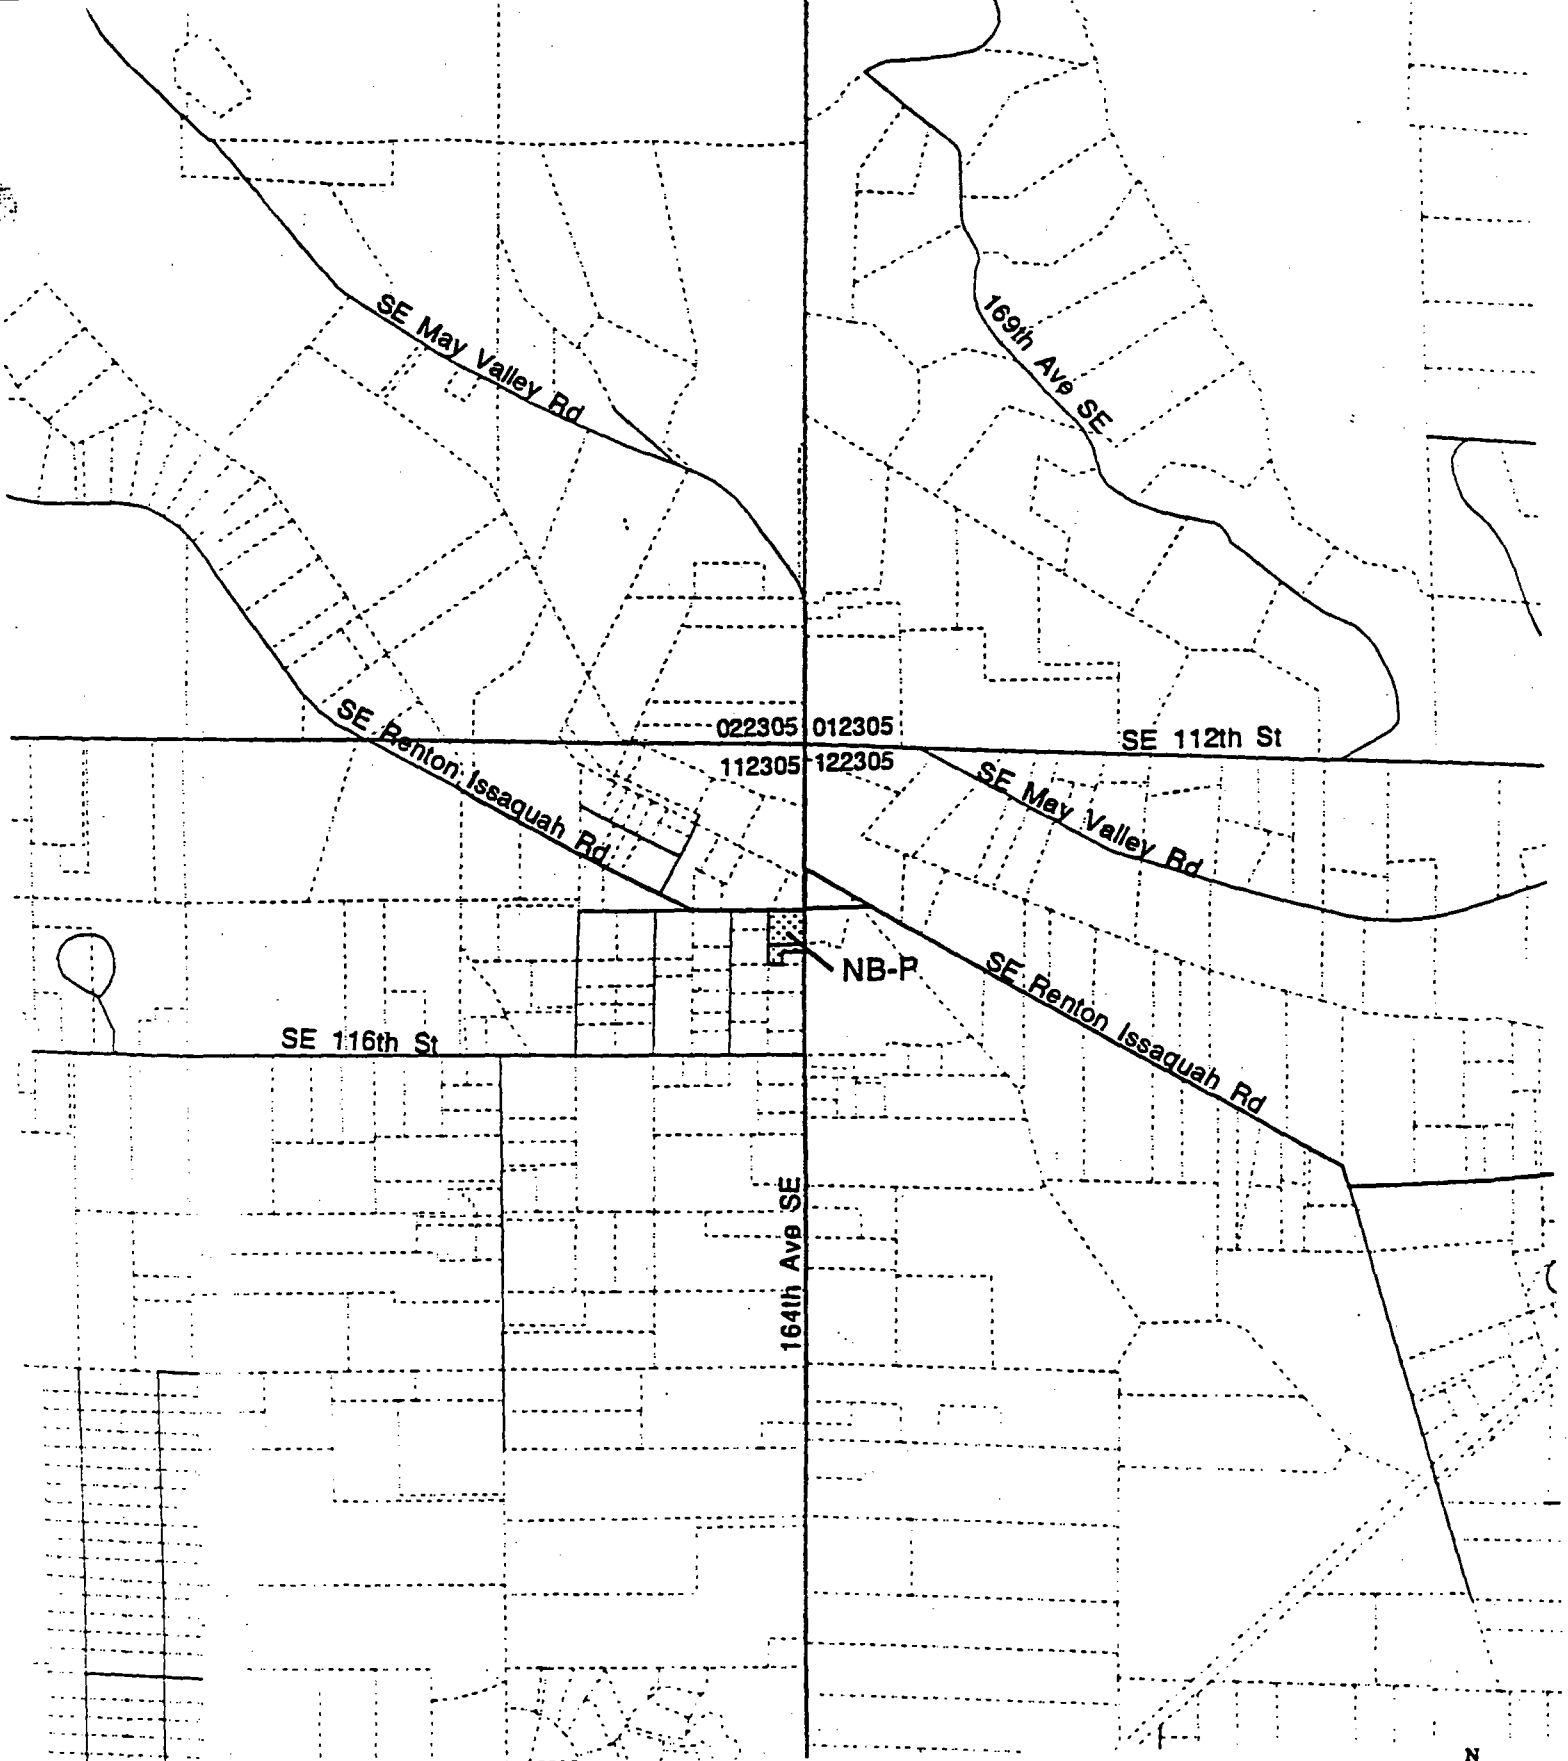 169th Ave SE
SE May Valley Rd
SE Renton Issaquah Rd
022305 012305
SE 112th St
112305 122305
SE May Valley Rd
NB-P
SE Renton Issaquah Rd
SE 116th St
164th Ave SE
N